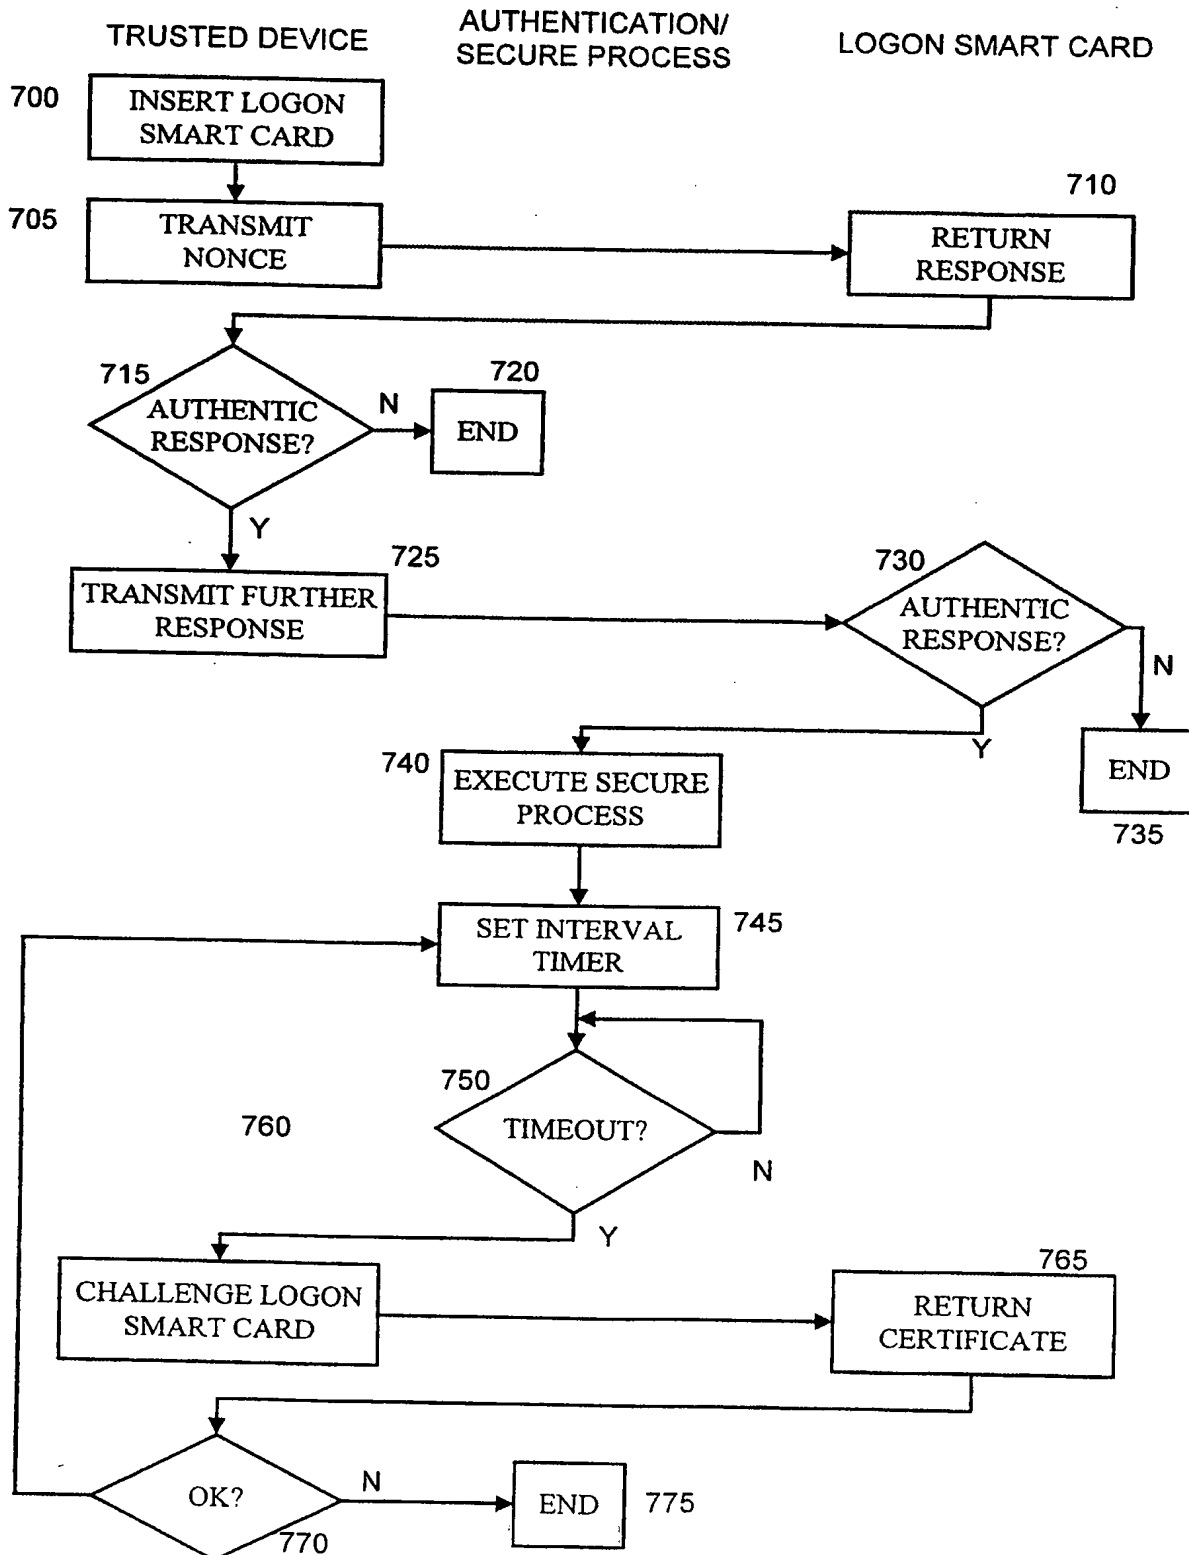 TRUSTED DEVICE
AUTHENTICATION/
SECURE PROCESS
LOGON SMART CARD
700
INSERT LOGON
SMART CARD
705
TRANSMIT
NONCE
710
RETURN
RESPONSE
715
AUTHENTIC
RESPONSE?
N
720
END
Y
725
TRANSMIT FURTHER
RESPONSE
730
AUTHENTIC
RESPONSE?
N
Y
END
735
740
EXECUTE SECURE
PROCESS
SET INTERVAL
TIMER
745
750
TIMEOUT?
N
760
Y
CHALLENGE LOGON
SMART CARD
765
RETURN
CERTIFICATE
OK?
770
N
END
775